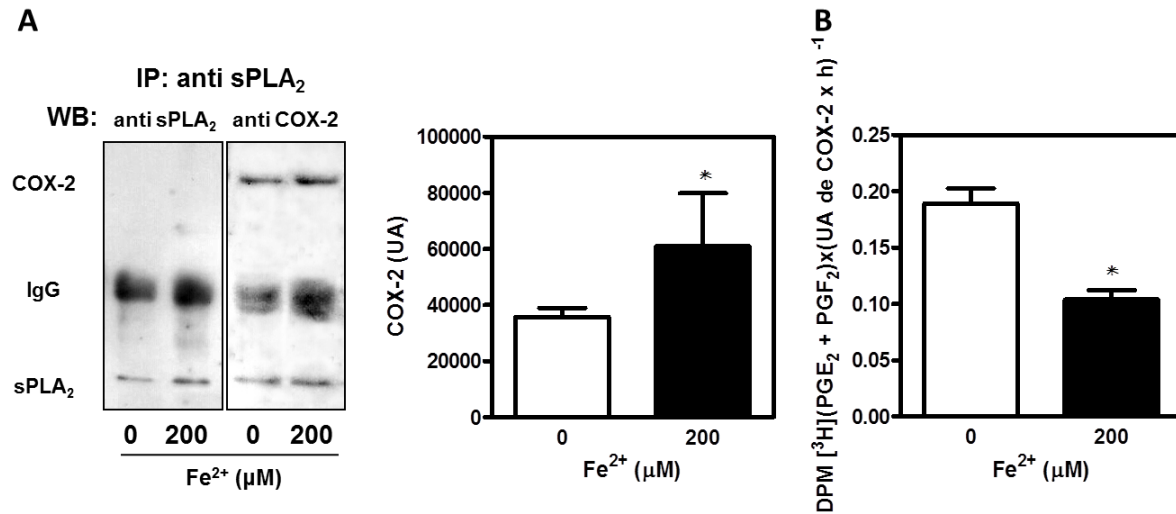 A
IP: anti sPLA₂
WB: anti sPLA₂ anti COX-2
COX-2
IgG
sPLA₂
0 200 0 200
Fe²⁺ (µM)
COX-2 (UA)
100000
80000
60000
40000
20000
0
*
0 200
Fe²⁺ (µM)
B
DPM [³H](PGE₂ + PGF₂)x(UA de COX-2 x h) ⁻¹
0.25
0.20
0.15
0.10
0.05
0.00
*
0 200
Fe²⁺ (µM)